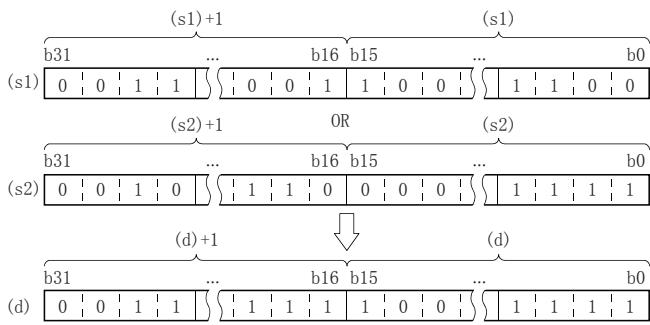 (s1)+1 (s1)
b31 ... b16 b15 ... b0
(s1) 0 0 1 1 0 0 1 1 0 0 1 1 0 0
OR
(s2)+1 (s2)
b31 ... b16 b15 ... b0
(s2) 0 0 1 0 1 1 0 0 0 0 1 1 1 1
(d)+1 (d)
b31 ... b16 b15 ... b0
(d) 0 0 1 1 1 1 1 1 0 0 1 1 1 1